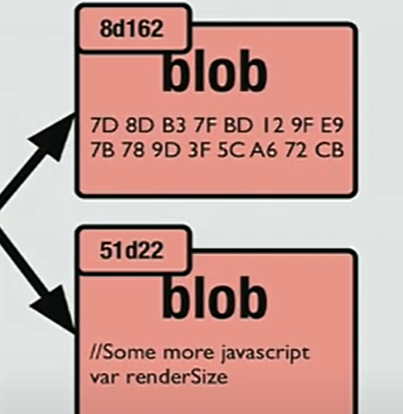 8d162
blob
7D 8D B3 7F BD 12 9F E9
7B 78 9D 3F 5C A6 72 CB
51d22
blob
//Some more javascript
var renderSize